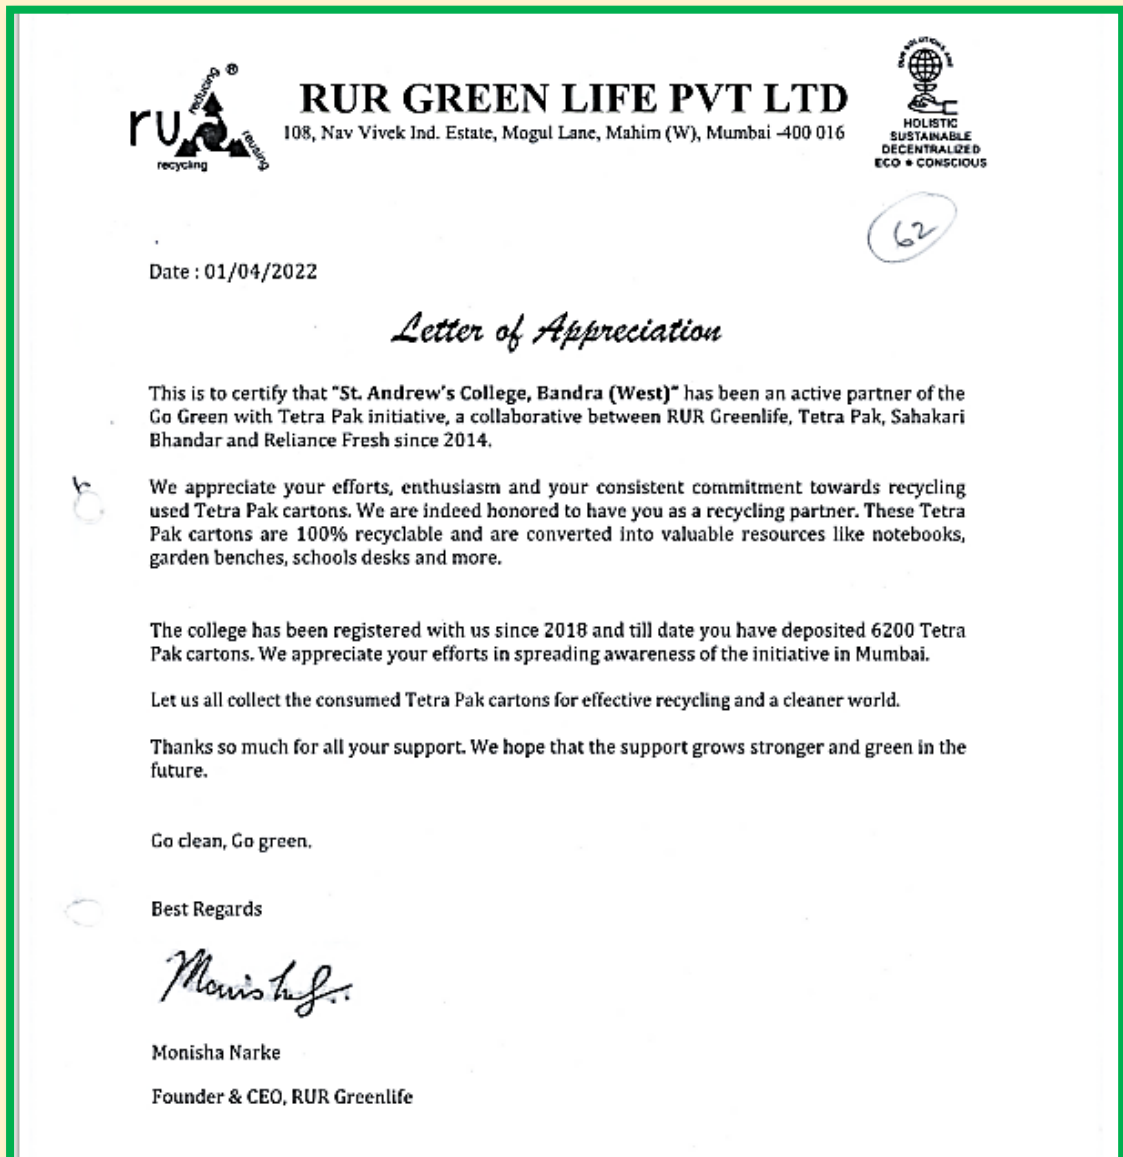 reducing ®
rur
reusing
recycling
RUR GREEN LIFE PVT LTD
108, Nav Vivek Ind. Estate, Mogul Lane, Mahim (W), Mumbai -400 016
OUR SOLUTIONS ARE
HOLISTIC
SUSTAINABLE
DECENTRALIZED
ECO ● CONSCIOUS
62
Date : 01/04/2022
Letter of Appreciation
This is to certify that "St. Andrew's College, Bandra (West)" has been an active partner of the
Go Green with Tetra Pak initiative, a collaborative between RUR Greenlife, Tetra Pak, Sahakari
Bhandar and Reliance Fresh since 2014.
We appreciate your efforts, enthusiasm and your consistent commitment towards recycling
used Tetra Pak cartons. We are indeed honored to have you as a recycling partner. These Tetra
Pak cartons are 100% recyclable and are converted into valuable resources like notebooks,
garden benches, schools desks and more.
The college has been registered with us since 2018 and till date you have deposited 6200 Tetra
Pak cartons. We appreciate your efforts in spreading awareness of the initiative in Mumbai.
Let us all collect the consumed Tetra Pak cartons for effective recycling and a cleaner world.
Thanks so much for all your support. We hope that the support grows stronger and green in the
future.
Go clean, Go green.
Best Regards
Monisha Narke
Founder & CEO, RUR Greenlife